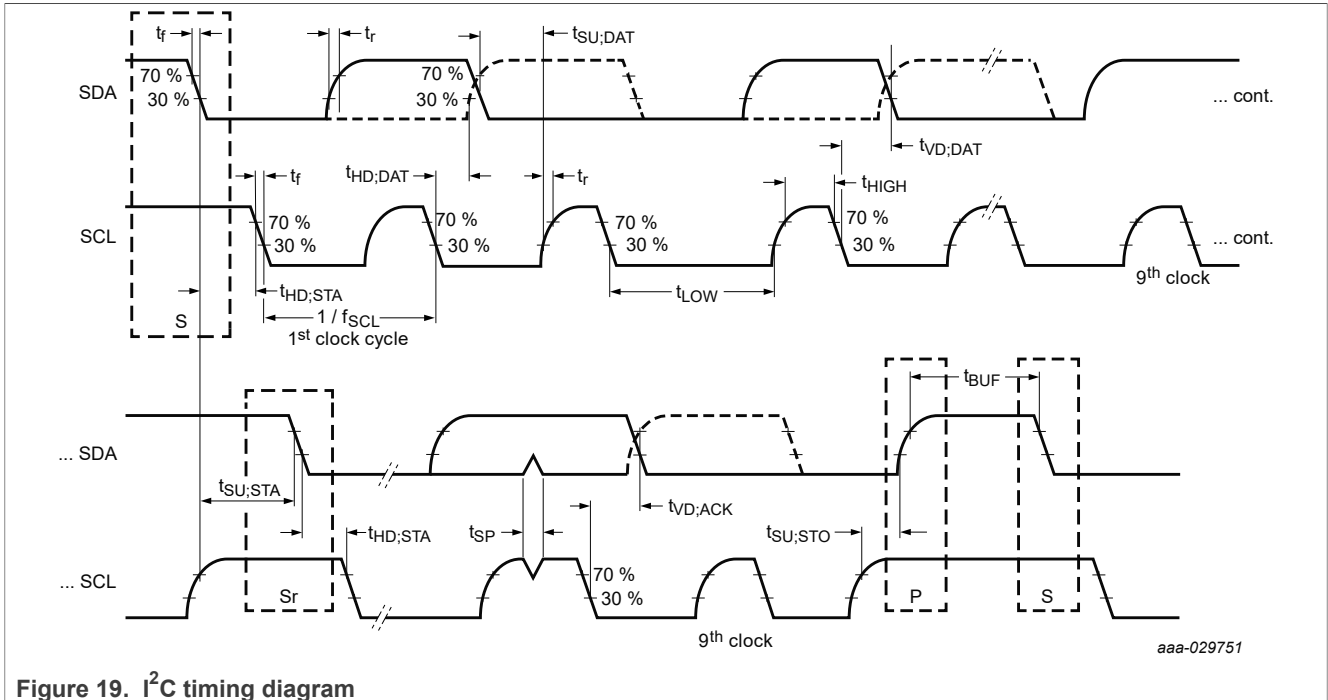 tf
tr
tSU;DAT
70 %
30 %
SDA
70 %
30 %
... cont.
tVD;DAT
tf
tHD;DAT
tr
tHIGH
SCL
70 %
30 %
70 %
30 %
70 %
30 %
70 %
30 %
... cont.
9th clock
tHD;STA
tLOW
S
1 / fSCL
1st clock cycle
tBUF
... SDA
tSU;STA
tHD;STA
tSP
tVD;ACK
tSU;STO
... SCL
70 %
30 %
Sr
P
S
9th clock
aaa-029751
Figure 19. I2C timing diagram